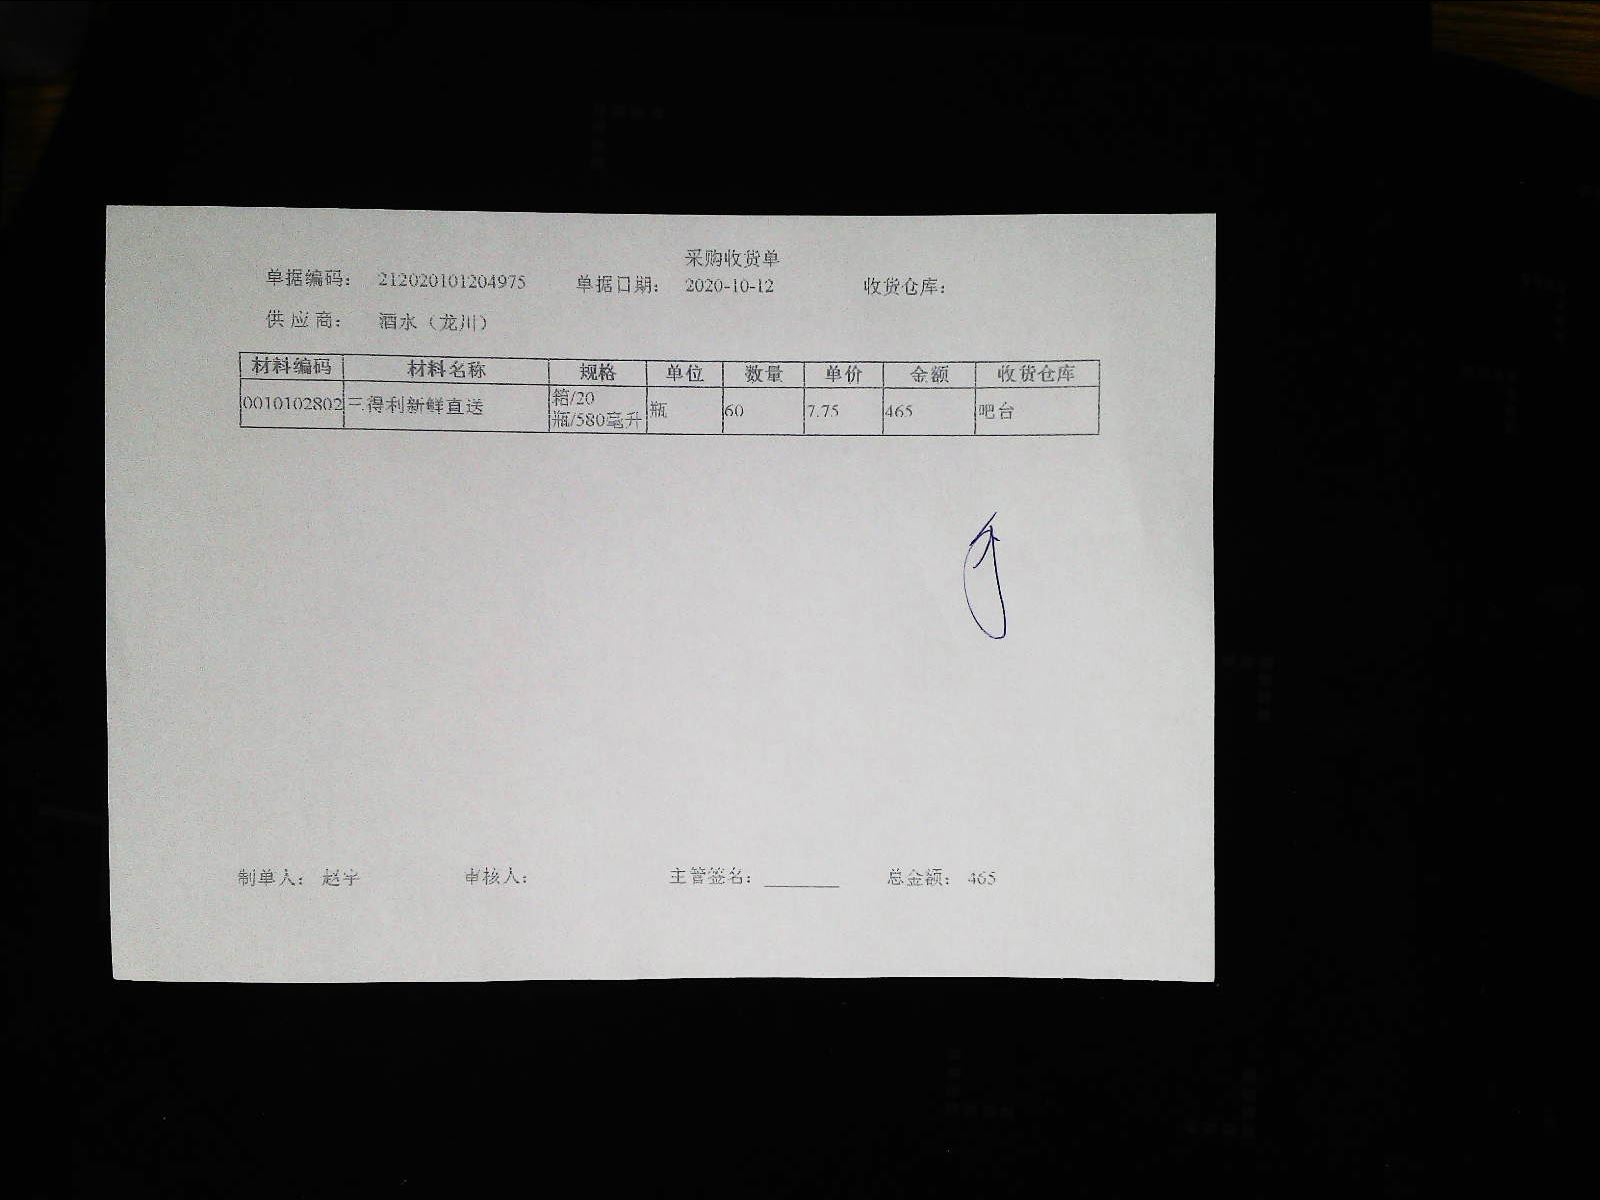 采购收货单
单据编码： 212020101204975 单据日期： 2020-10-12 收货仓库：
供 应 商： 酒水（龙川）
材料编码 材料名称 规格 单位 数量 单价 金额 收货仓库
0010102802 三得利新鲜直送 箱/20 瓶 60 7.75 465 吧台
瓶/580毫升
制单人： 赵宇 审核人： 主管签名： 总金额： 465